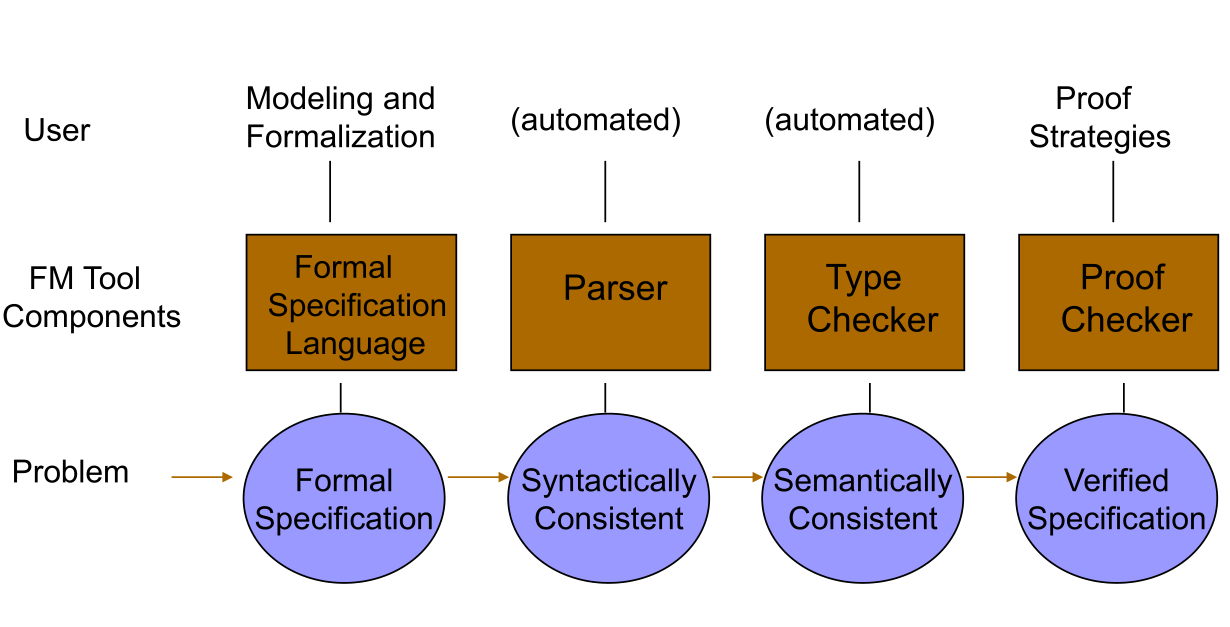 User
Modeling and
Formalization
(automated)
(automated)
Proof
Strategies
FM Tool
Components
Formal
Specification
Language
Parser
Type
Checker
Proof
Checker
Problem
Formal
Specification
Syntactically
Consistent
Semantically
Consistent
Verified
Specification